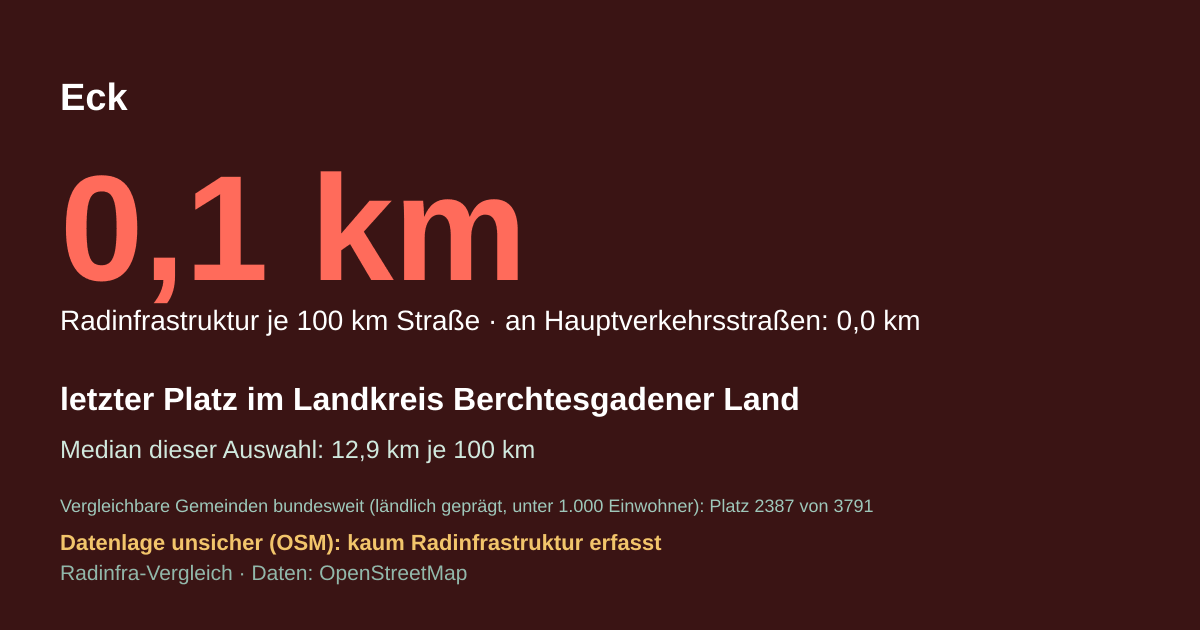 Eck
0,1 km
Radinfrastruktur je 100 km Straße · an Hauptverkehrsstraßen: 0,0 km
letzter Platz im Landkreis Berchtesgadener Land
Median dieser Auswahl: 12,9 km je 100 km
Vergleichbare Gemeinden bundesweit (ländlich geprägt, unter 1.000 Einwohner): Platz 2387 von 3791
Datenlage unsicher (OSM): kaum Radinfrastruktur erfasst
Radinfra-Vergleich · Daten: OpenStreetMap